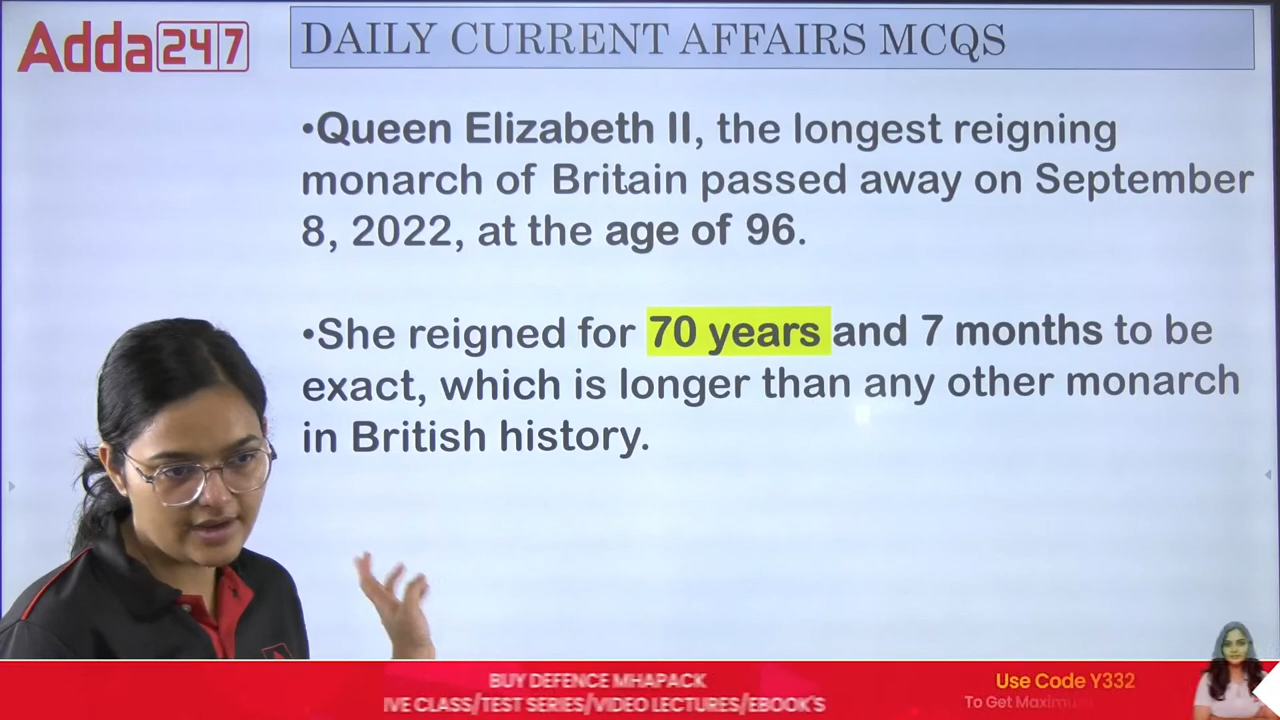 Adda247
DAILY CURRENT AFFAIRS MCQS
•Queen Elizabeth II, the longest reigning
monarch of Britain passed away on September
8, 2022, at the age of 96.
•She reigned for 70 years and 7 months to be
exact, which is longer than any other monarch
in British history.
BUY DEFENCE MHAPACK
IVE CLASS/TEST SERIES/VIDEO LECTURES/EBOOK'S
Use Code Y332
To Get Maximum